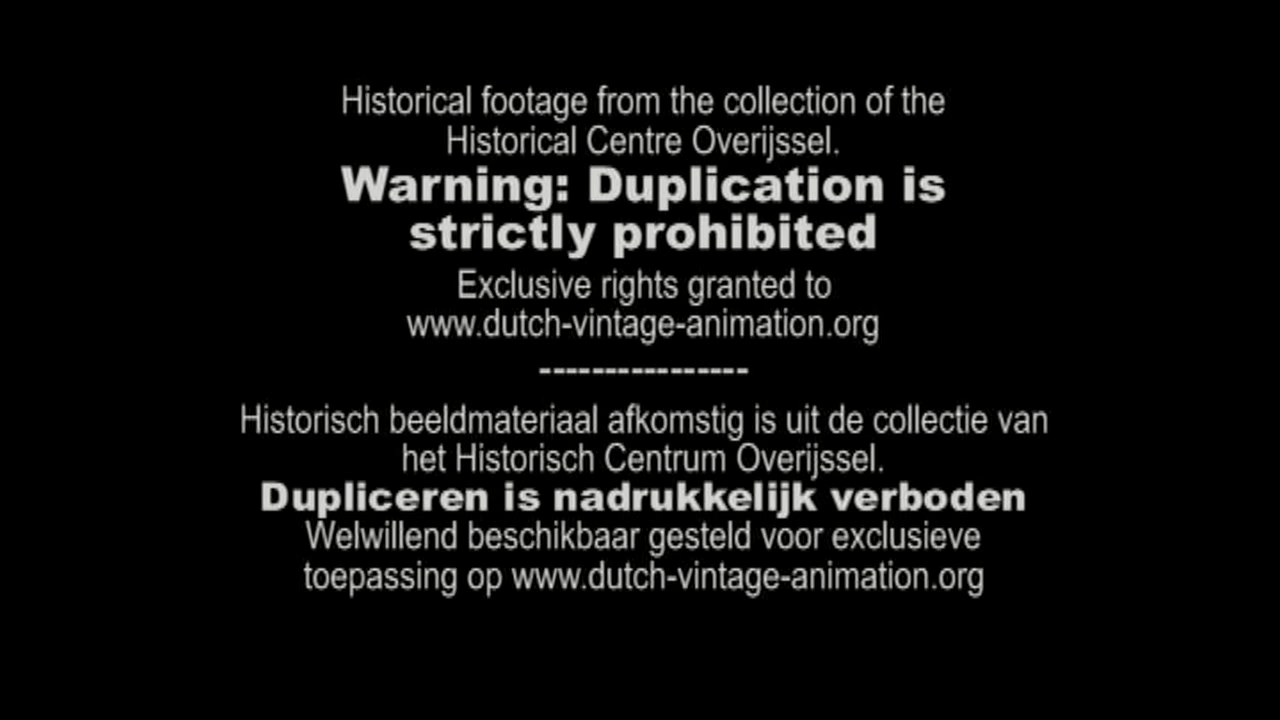 Historical footage from the collection of the
Historical Centre Overijssel.
Warning: Duplication is
strictly prohibited
Exclusive rights granted to
www.dutch-vintage-animation.org
----------------
Historisch beeldmateriaal afkomstig is uit de collectie van
het Historisch Centrum Overijssel.
Dupliceren is nadrukkelijk verboden
Welwillend beschikbaar gesteld voor exclusieve
toepassing op www.dutch-vintage-animation.org